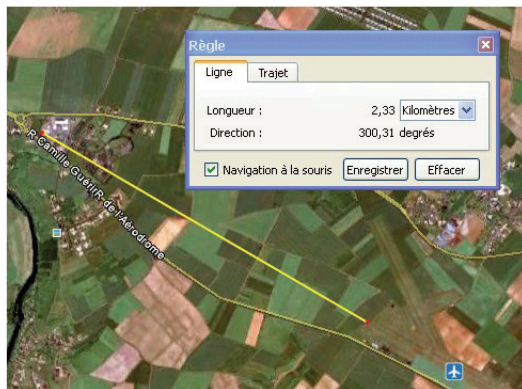 Règle
Ligne Trajet
Longueur : 2,33 Kilomètres
Direction : 300,31 degrés
Navigation à la souris Enregistrer Effacer
R Camille Guérin
R de l'Aérodrome